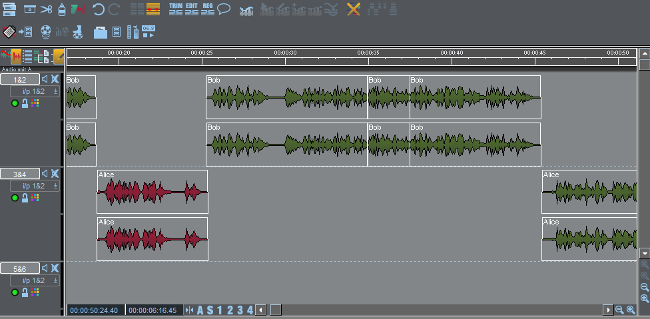 TRIM EDIT REG
00:00:20 00:00:25 00:00:30 00:00:35 00:00:40 00:00:45 00:00:50
Audio edit A
1&2 Bob Bob Bob Bob
I/p 1&2
Bob Bob Bob Bob
3&4 Alice Alice
I/p 1&2
Alice Alice
5&6
I/p 1&2
00:00:50:24.40 00:00:06:16.45 A S 1 2 3 4